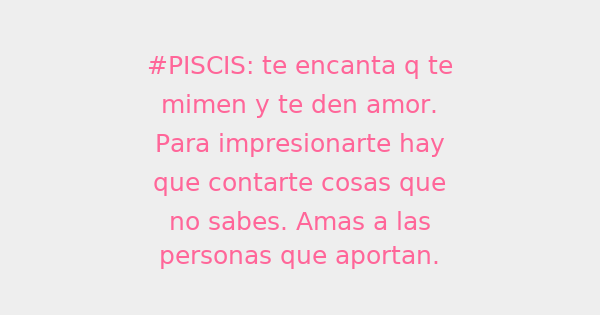 #PISCIS: te encanta q te
mimen y te den amor.
Para impresionarte hay
que contarte cosas que
no sabes. Amas a las
personas que aportan.